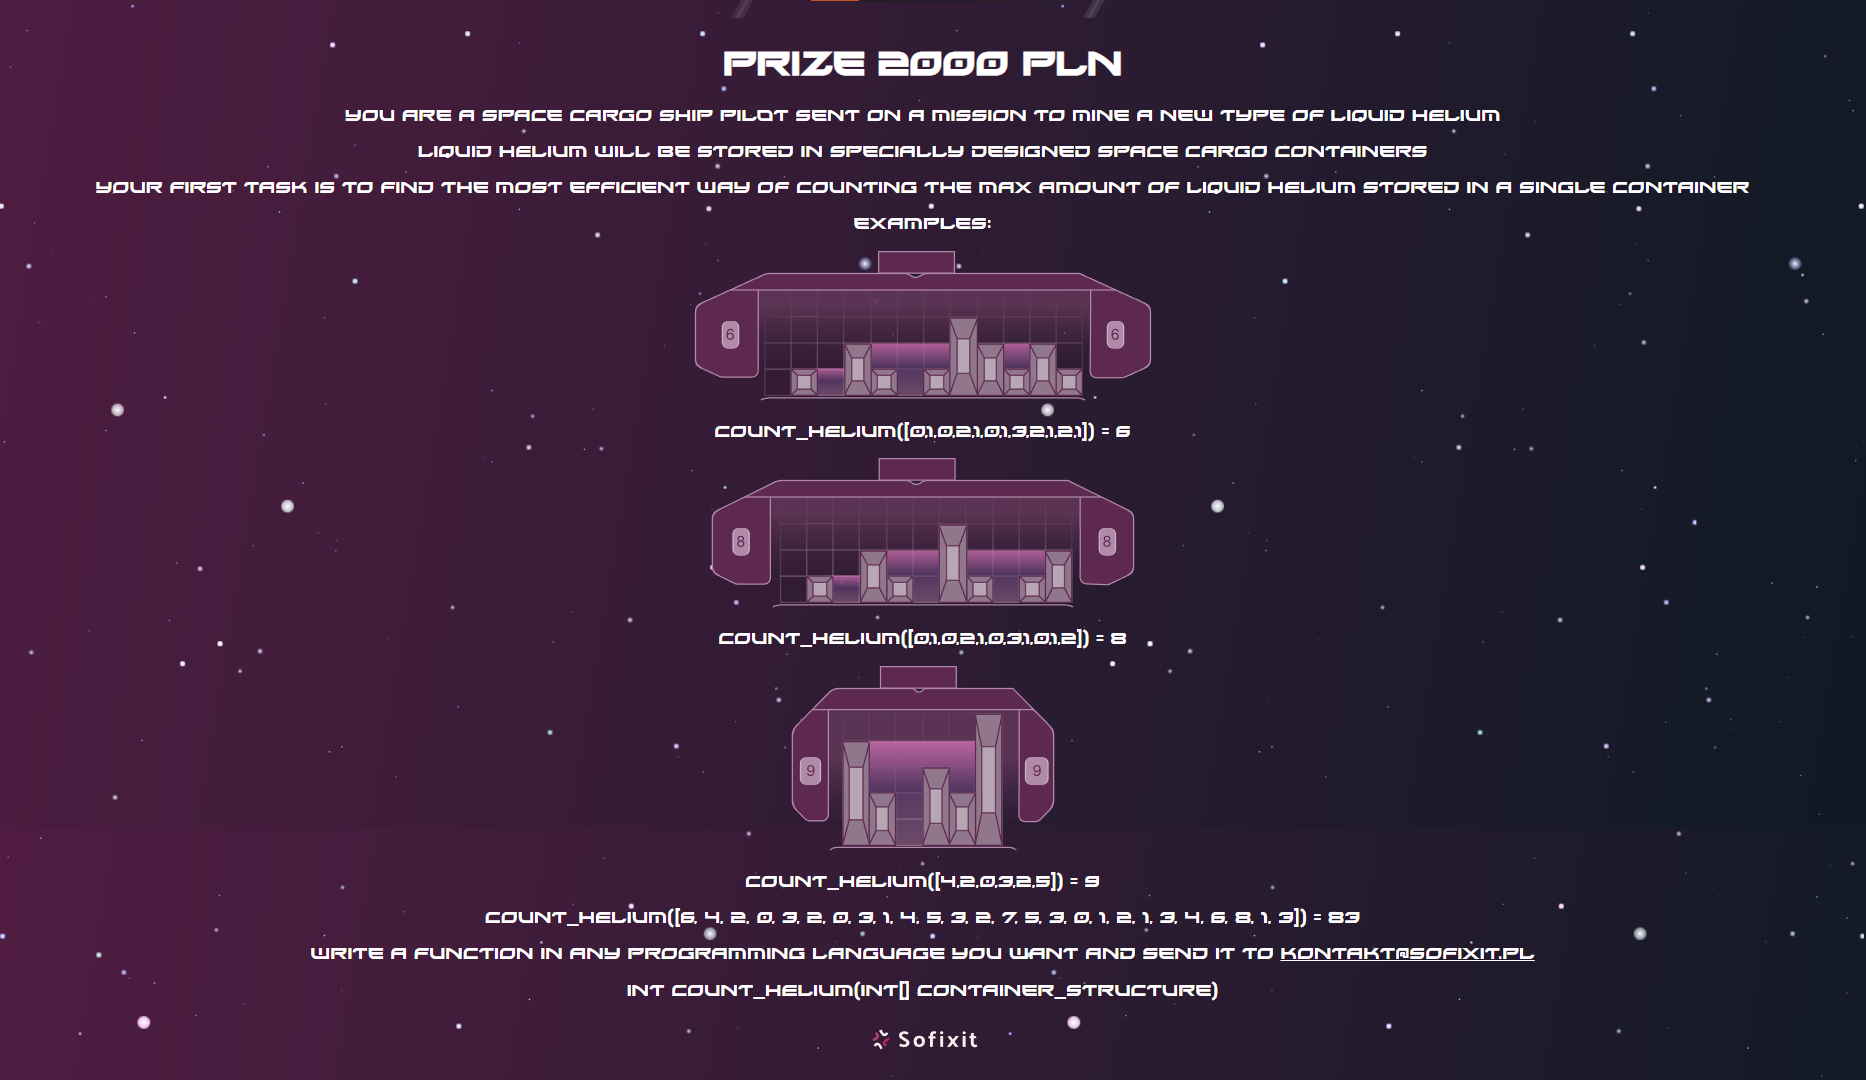 PRIZE 2000 PLN
YOU ARE A SPACE CARGO SHIP PILOT SENT ON A MISSION TO MINE A NEW TYPE OF LIQUID HELIUM
LIQUID HELIUM WILL BE STORED IN SPECIALLY DESIGNED SPACE CARGO CONTAINERS
YOUR FIRST TASK IS TO FIND THE MOST EFFICIENT WAY OF COUNTING THE MAX AMOUNT OF LIQUID HELIUM STORED IN A SINGLE CONTAINER
EXAMPLES:
6 6
COUNT_HELIUM([0,1,0,2,1,0,1,3,2,1,2,1]) = 6
8 8
COUNT_HELIUM([0,1,0,2,1,0,3,1,0,1,2]) = 8
9 9
COUNT_HELIUM([4,2,0,3,2,5]) = 9
COUNT_HELIUM([6, 4, 2, 0, 3, 2, 0, 3, 1, 4, 5, 3, 2, 7, 5, 3, 0, 1, 2, 1, 3, 4, 6, 8, 1, 3]) = 83
WRITE A FUNCTION IN ANY PROGRAMMING LANGUAGE YOU WANT AND SEND IT TO KONTAKT@SOFIXIT.PL
INT COUNT_HELIUM(INT[] CONTAINER_STRUCTURE)
Sofixit